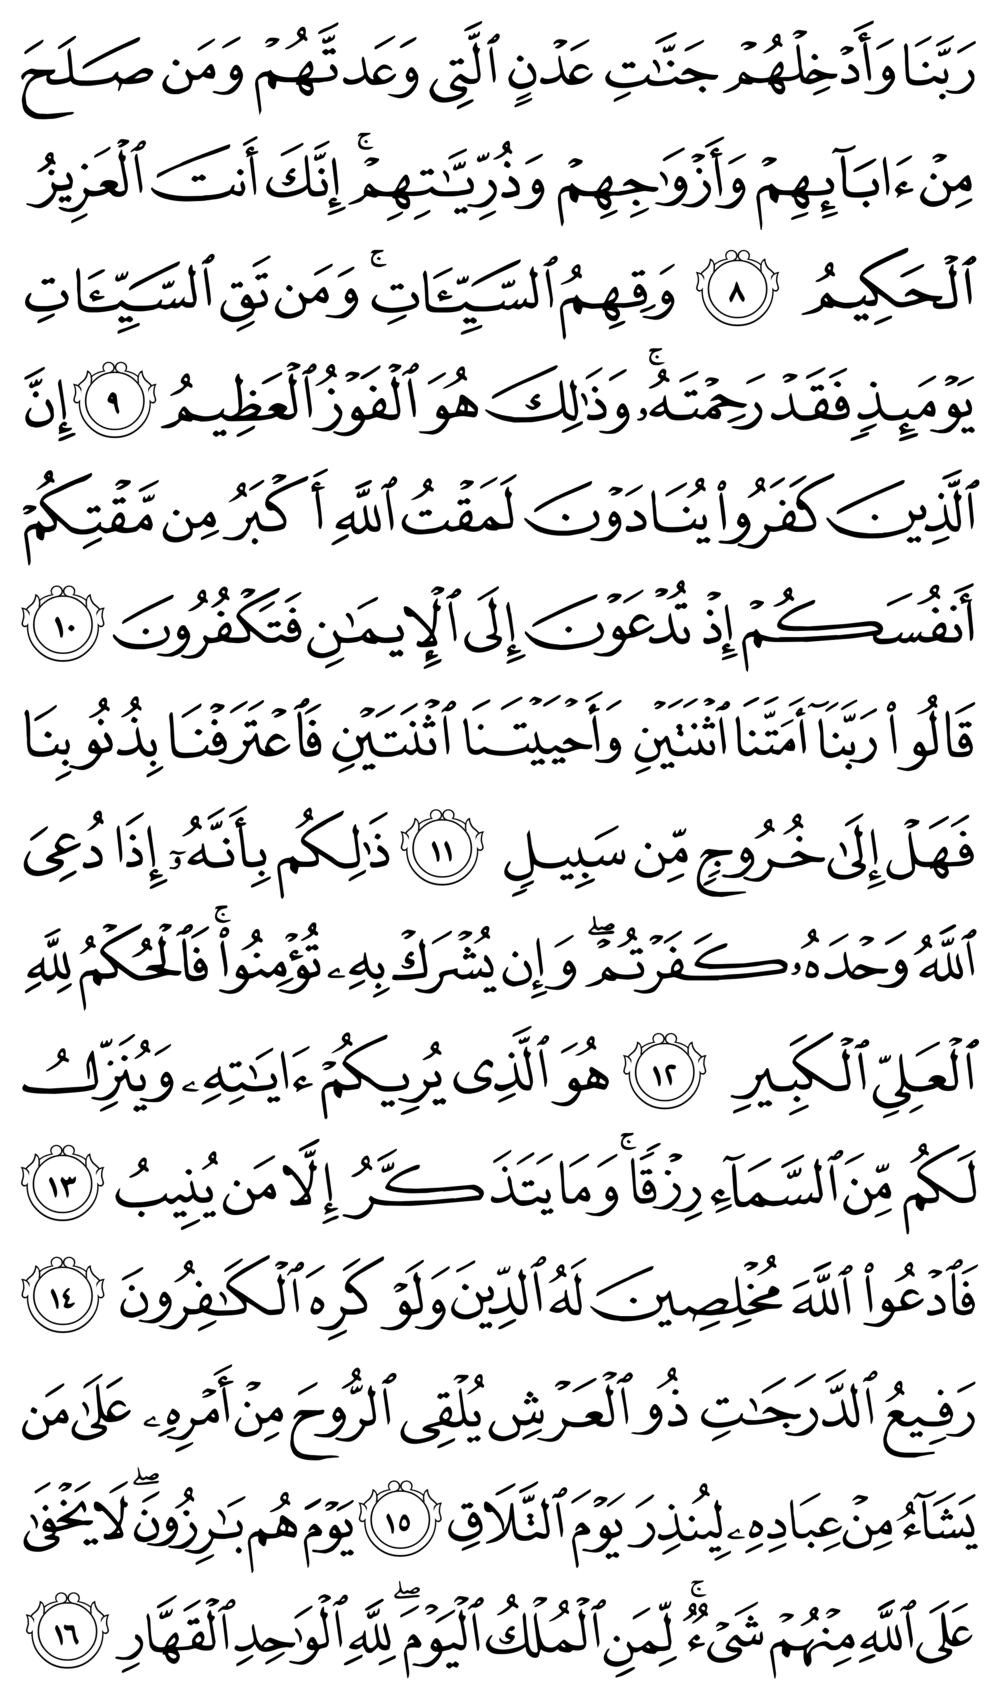 رَبَّنَا وَأَدْخِلْهُمْ جَنَّٰتِ عَدْنٍ ٱلَّتِى وَعَدتَّهُمْ وَمَن صَلَحَ
مِنْ ءَابَآئِهِمْ وَأَزْوَٰجِهِمْ وَذُرِّيَّٰتِهِمْ ۚ إِنَّكَ أَنتَ ٱلْعَزِيزُ
ٱلْحَكِيمُ ٨ وَقِهِمُ ٱلسَّيِّـَٔاتِ ۚ وَمَن تَقِ ٱلسَّيِّـَٔاتِ
يَوْمَئِذٍ فَقَدْ رَحِمْتَهُۥ ۚ وَذَٰلِكَ هُوَ ٱلْفَوْزُ ٱلْعَظِيمُ ٩ إِنَّ
ٱلَّذِينَ كَفَرُوا۟ يُنَادَوْنَ لَمَقْتُ ٱللَّهِ أَكْبَرُ مِن مَّقْتِكُمْ
أَنفُسَكُمْ إِذْ تُدْعَوْنَ إِلَى ٱلْإِيمَٰنِ فَتَكْفُرُونَ ١٠
قَالُوا۟ رَبَّنَآ أَمَتَّنَا ٱثْنَتَيْنِ وَأَحْيَيْتَنَا ٱثْنَتَيْنِ فَٱعْتَرَفْنَا بِذُنُوبِنَا
فَهَلْ إِلَىٰ خُرُوجٍ مِّن سَبِيلٍ ١١ ذَٰلِكُم بِأَنَّهُۥٓ إِذَا دُعِىَ
ٱللَّهُ وَحْدَهُۥ كَفَرْتُمْ ۖ وَإِن يُشْرَكْ بِهِۦ تُؤْمِنُوا۟ ۚ فَٱلْحُكْمُ لِلَّهِ
ٱلْعَلِىِّ ٱلْكَبِيرِ ١٢ هُوَ ٱلَّذِى يُرِيكُمْ ءَايَٰتِهِۦ وَيُنَزِّلُ
لَكُم مِّنَ ٱلسَّمَآءِ رِزْقًا ۚ وَمَا يَتَذَكَّرُ إِلَّا مَن يُنِيبُ ١٣
فَٱدْعُوا۟ ٱللَّهَ مُخْلِصِينَ لَهُ ٱلدِّينَ وَلَوْ كَرِهَ ٱلْكَٰفِرُونَ ١٤
رَفِيعُ ٱلدَّرَجَٰتِ ذُو ٱلْعَرْشِ يُلْقِى ٱلرُّوحَ مِنْ أَمْرِهِۦ عَلَىٰ مَن
يَشَآءُ مِنْ عِبَادِهِۦ لِيُنذِرَ يَوْمَ ٱلتَّلَاقِ ١٥ يَوْمَ هُم بَٰرِزُونَ ۖ لَا يَخْفَىٰ
عَلَى ٱللَّهِ مِنْهُمْ شَىْءٌ ۚ لِّمَنِ ٱلْمُلْكُ ٱلْيَوْمَ ۖ لِلَّهِ ٱلْوَٰحِدِ ٱلْقَهَّارِ ١٦